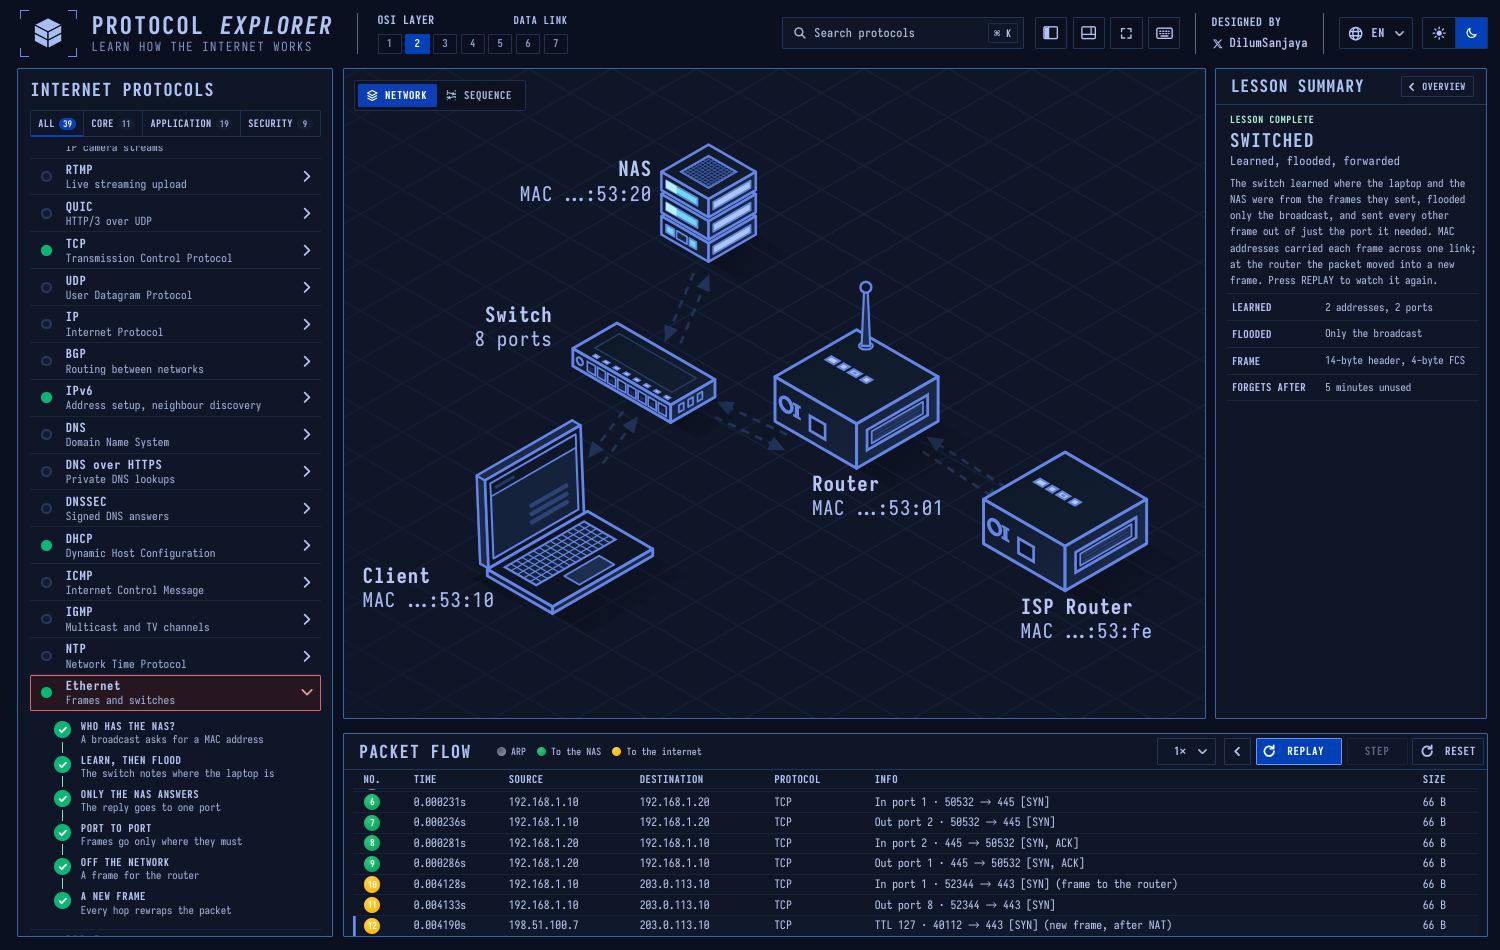 PROTOCOL EXPLORER
LEARN HOW THE INTERNET WORKS
OSI LAYER DATA LINK
1 2 3 4 5 6 7
Search protocols ⌘ K
DESIGNED BY
DilumSanjaya
EN
INTERNET PROTOCOLS
ALL 39 CORE 11 APPLICATION 19 SECURITY 9
IP camera streams
RTMP
Live streaming upload
QUIC
HTTP/3 over UDP
TCP
Transmission Control Protocol
UDP
User Datagram Protocol
IP
Internet Protocol
BGP
Routing between networks
IPv6
Address setup, neighbour discovery
DNS
Domain Name System
DNS over HTTPS
Private DNS lookups
DNSSEC
Signed DNS answers
DHCP
Dynamic Host Configuration
ICMP
Internet Control Message
IGMP
Multicast and TV channels
NTP
Network Time Protocol
Ethernet
Frames and switches
WHO HAS THE NAS?
A broadcast asks for a MAC address
LEARN, THEN FLOOD
The switch notes where the laptop is
ONLY THE NAS ANSWERS
The reply goes to one port
PORT TO PORT
Frames go only where they must
OFF THE NETWORK
A frame for the router
A NEW FRAME
Every hop rewraps the packet
NETWORK SEQUENCE
NAS
MAC ...:53:20
Switch
8 ports
Router
MAC ...:53:01
Client
MAC ...:53:10
ISP Router
MAC ...:53:fe
LESSON SUMMARY OVERVIEW
LESSON COMPLETE
SWITCHED
Learned, flooded, forwarded
The switch learned where the laptop and the
NAS were from the frames they sent, flooded
only the broadcast, and sent every other
frame out of just the port it needed. MAC
addresses carried each frame across one link;
at the router the packet moved into a new
frame. Press REPLAY to watch it again.
LEARNED 2 addresses, 2 ports
FLOODED Only the broadcast
FRAME 14-byte header, 4-byte FCS
FORGETS AFTER 5 minutes unused
PACKET FLOW ARP To the NAS To the internet 1× REPLAY STEP RESET
NO. TIME SOURCE DESTINATION PROTOCOL INFO SIZE
6 0.000231s 192.168.1.10 192.168.1.20 TCP In port 1 · 50532 → 445 [SYN] 66 B
7 0.000236s 192.168.1.10 192.168.1.20 TCP Out port 2 · 50532 → 445 [SYN] 66 B
8 0.000281s 192.168.1.20 192.168.1.10 TCP In port 2 · 445 → 50532 [SYN, ACK] 66 B
9 0.000286s 192.168.1.20 192.168.1.10 TCP Out port 1 · 445 → 50532 [SYN, ACK] 66 B
10 0.004128s 192.168.1.10 203.0.113.10 TCP In port 1 · 52344 → 443 [SYN] (frame to the router) 66 B
11 0.004133s 192.168.1.10 203.0.113.10 TCP Out port 8 · 52344 → 443 [SYN] 66 B
12 0.004190s 198.51.100.7 203.0.113.10 TCP TTL 127 · 40112 → 443 [SYN] (new frame, after NAT) 66 B